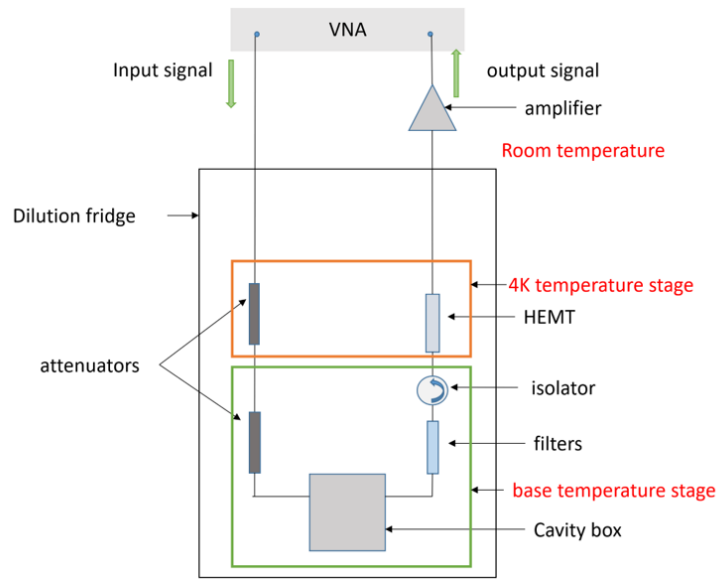 VNA
Input signal
output signal
amplifier
Room temperature
Dilution fridge
4K temperature stage
HEMT
attenuators
isolator
filters
base temperature stage
Cavity box